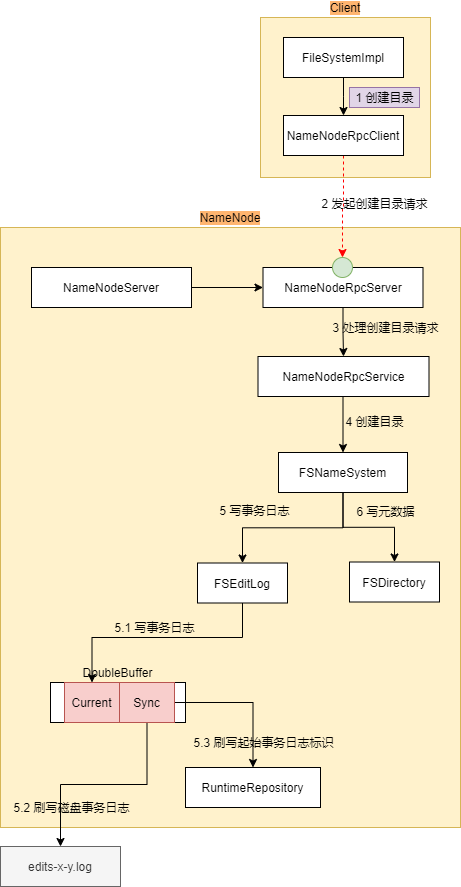 Client
FileSystemImpl
1 创建目录
NameNodeRpcClient
2 发起创建目录请求
NameNode
NameNodeServer
NameNodeRpcServer
3 处理创建目录请求
NameNodeRpcService
4 创建目录
FSNameSystem
5 写事务日志
6 写元数据
FSEditLog
FSDirectory
5.1 写事务日志
DoubleBuffer
Current
Sync
5.3 刷写起始事务日志标识
RuntimeRepository
5.2 刷写磁盘事务日志
edits-x-y.log